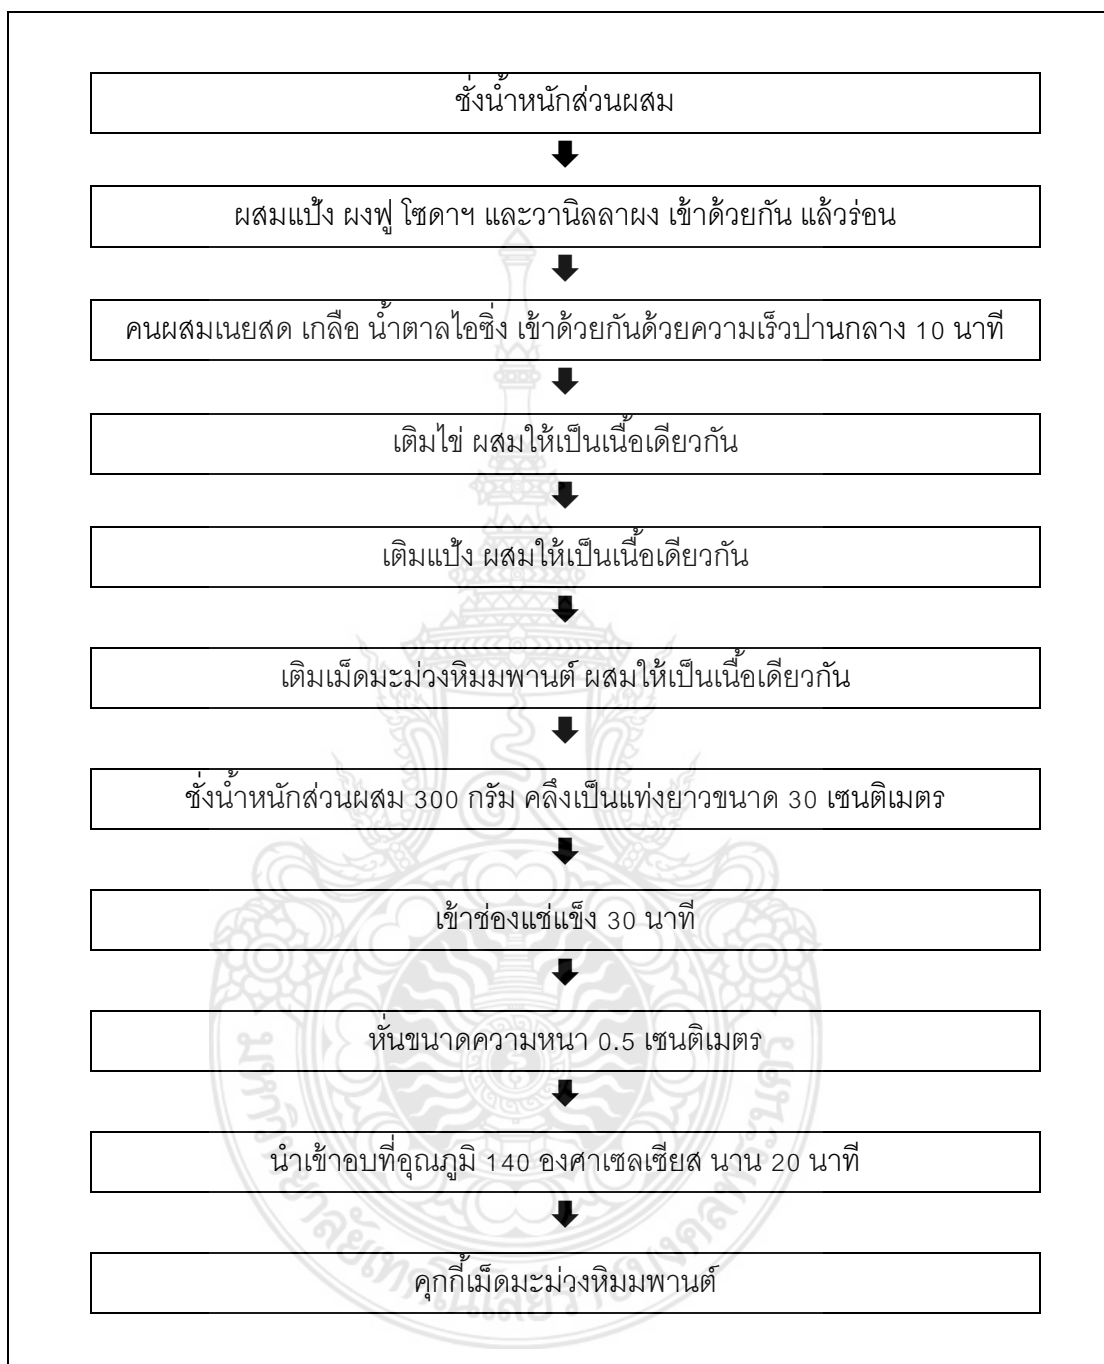 ชั่งน้ำหนักส่วนผสม
ผสมแป้ง ผงฟู โซดาฯ และวานิลลาผง เข้าด้วยกัน แล้วร่อน
คนผสมเนยสด เกลือ น้ำตาลไอซิ่ง เข้าด้วยกันด้วยความเร็วปานกลาง 10 นาที
เติมไข่ ผสมให้เป็นเนื้อเดียวกัน
เติมแป้ง ผสมให้เป็นเนื้อเดียวกัน
เติมเม็ดมะม่วงหิมมพานต์ ผสมให้เป็นเนื้อเดียวกัน
ชั่งน้ำหนักส่วนผสม 300 กรัม คลึงเป็นแท่งยาวขนาด 30 เซนติเมตร
เข้าช่องแช่แข็ง 30 นาที
หั่นขนาดความหนา 0.5 เซนติเมตร
นำเข้าอบที่อุณภูมิ 140 องศาเซลเซียส นาน 20 นาที
คุกกี้เม็ดมะม่วงหิมมพานต์